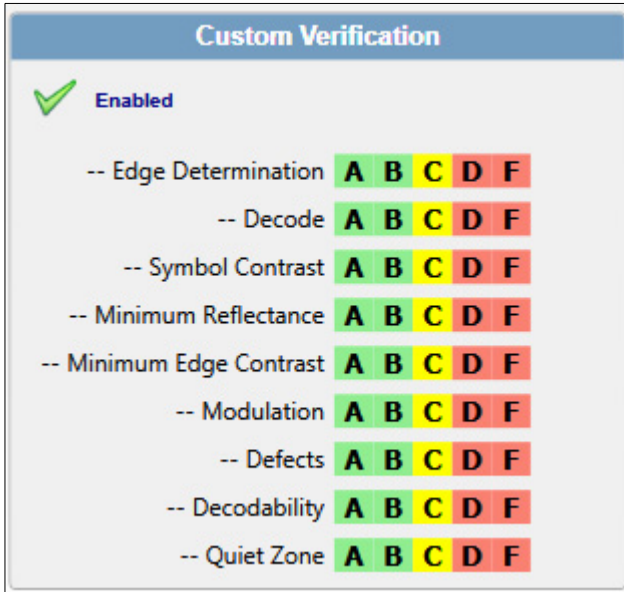 Custom Verification
Enabled
-- Edge Determination A B C D F
-- Decode A B C D F
-- Symbol Contrast A B C D F
-- Minimum Reflectance A B C D F
-- Minimum Edge Contrast A B C D F
-- Modulation A B C D F
-- Defects A B C D F
-- Decodability A B C D F
-- Quiet Zone A B C D F